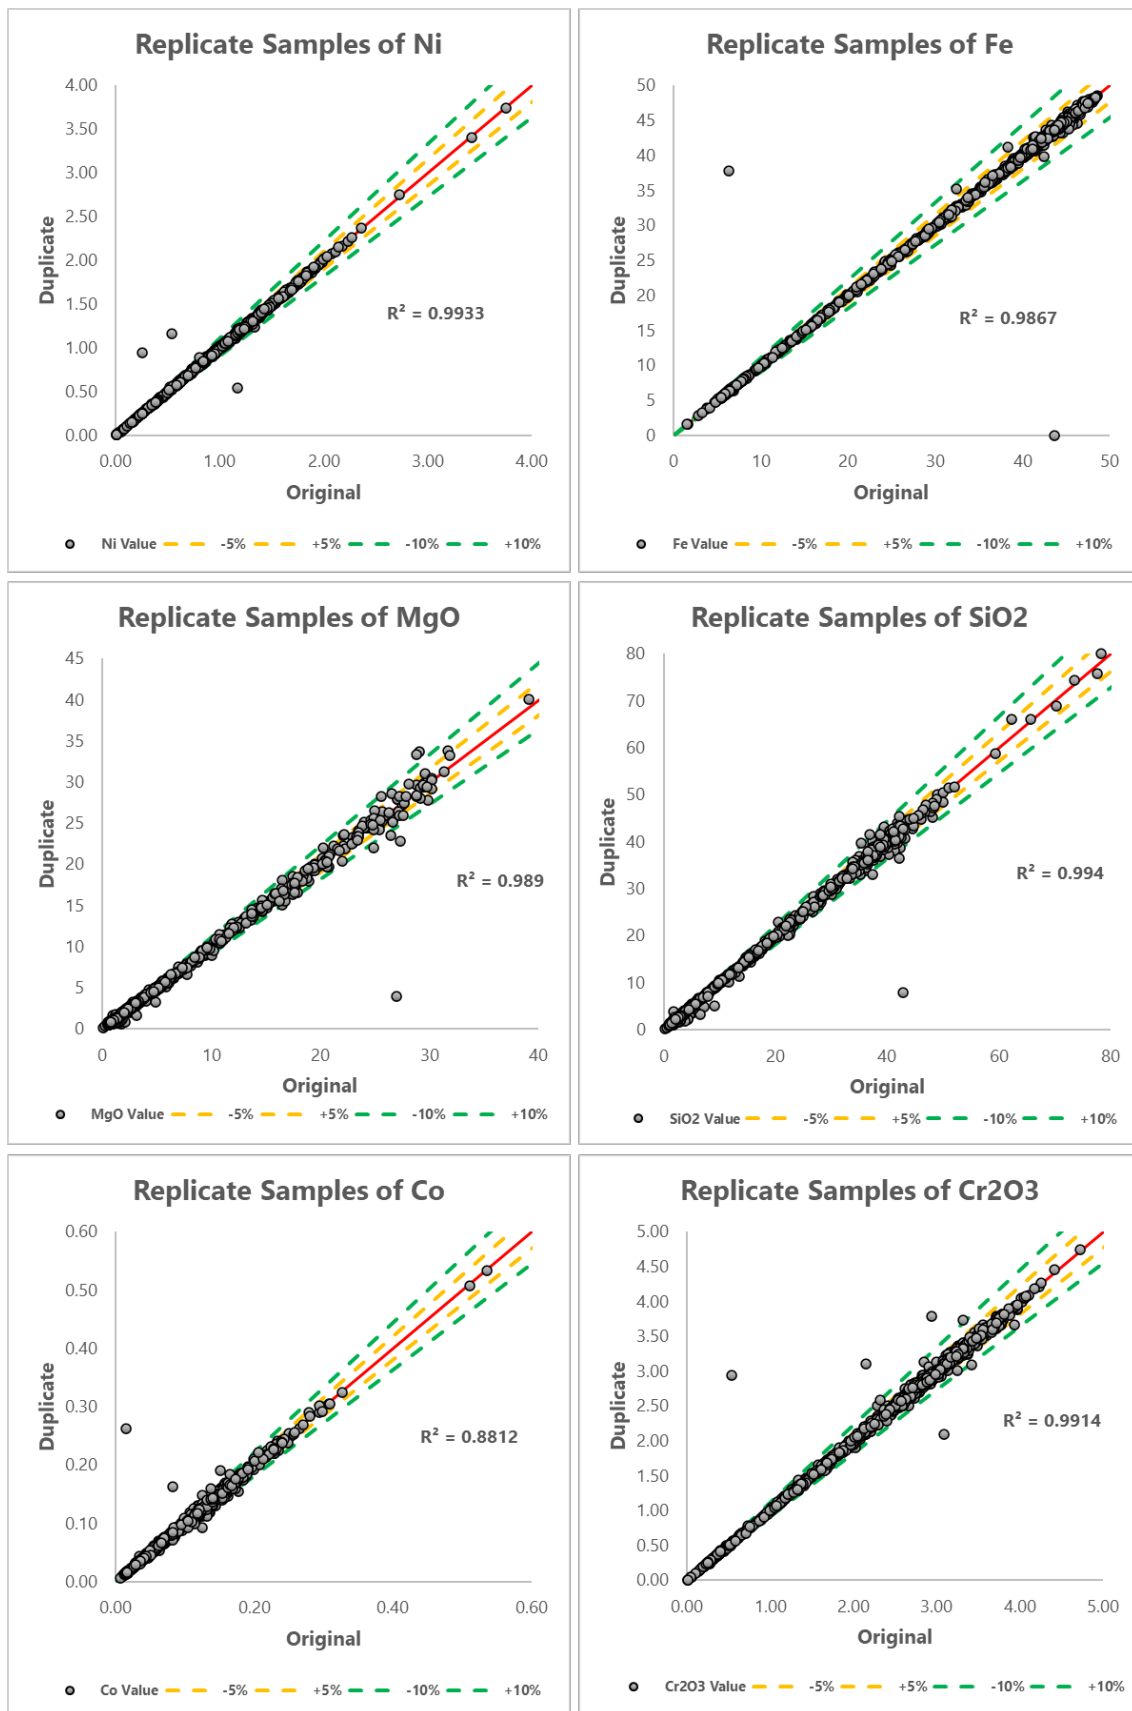 Replicate Samples of Ni
4.00
3.50
3.00
2.50
2.00
1.50
1.00
0.50
0.00
Duplicate
R² = 0.9933
0.00 1.00 2.00 3.00 4.00
Original
Ni Value -5% +5% -10% +10%
Replicate Samples of Fe
50
45
40
35
30
25
20
15
10
5
0
Duplicate
R² = 0.9867
0 10 20 30 40 50
Original
Fe Value -5% +5% -10% +10%
Replicate Samples of MgO
45
40
35
30
25
20
15
10
5
0
Duplicate
R² = 0.989
0 10 20 30 40
Original
MgO Value -5% +5% -10% +10%
Replicate Samples of SiO2
80
70
60
50
40
30
20
10
0
Duplicate
R² = 0.994
0 20 40 60 80
Original
SiO2 Value -5% +5% -10% +10%
Replicate Samples of Co
0.60
0.50
0.40
0.30
0.20
0.10
0.00
Duplicate
R² = 0.8812
0.00 0.20 0.40 0.60
Original
Co Value -5% +5% -10% +10%
Replicate Samples of Cr2O3
5.00
4.50
4.00
3.50
3.00
2.50
2.00
1.50
1.00
0.50
0.00
Duplicate
R² = 0.9914
0.00 1.00 2.00 3.00 4.00 5.00
Original
Cr2O3 Value -5% +5% -10% +10%